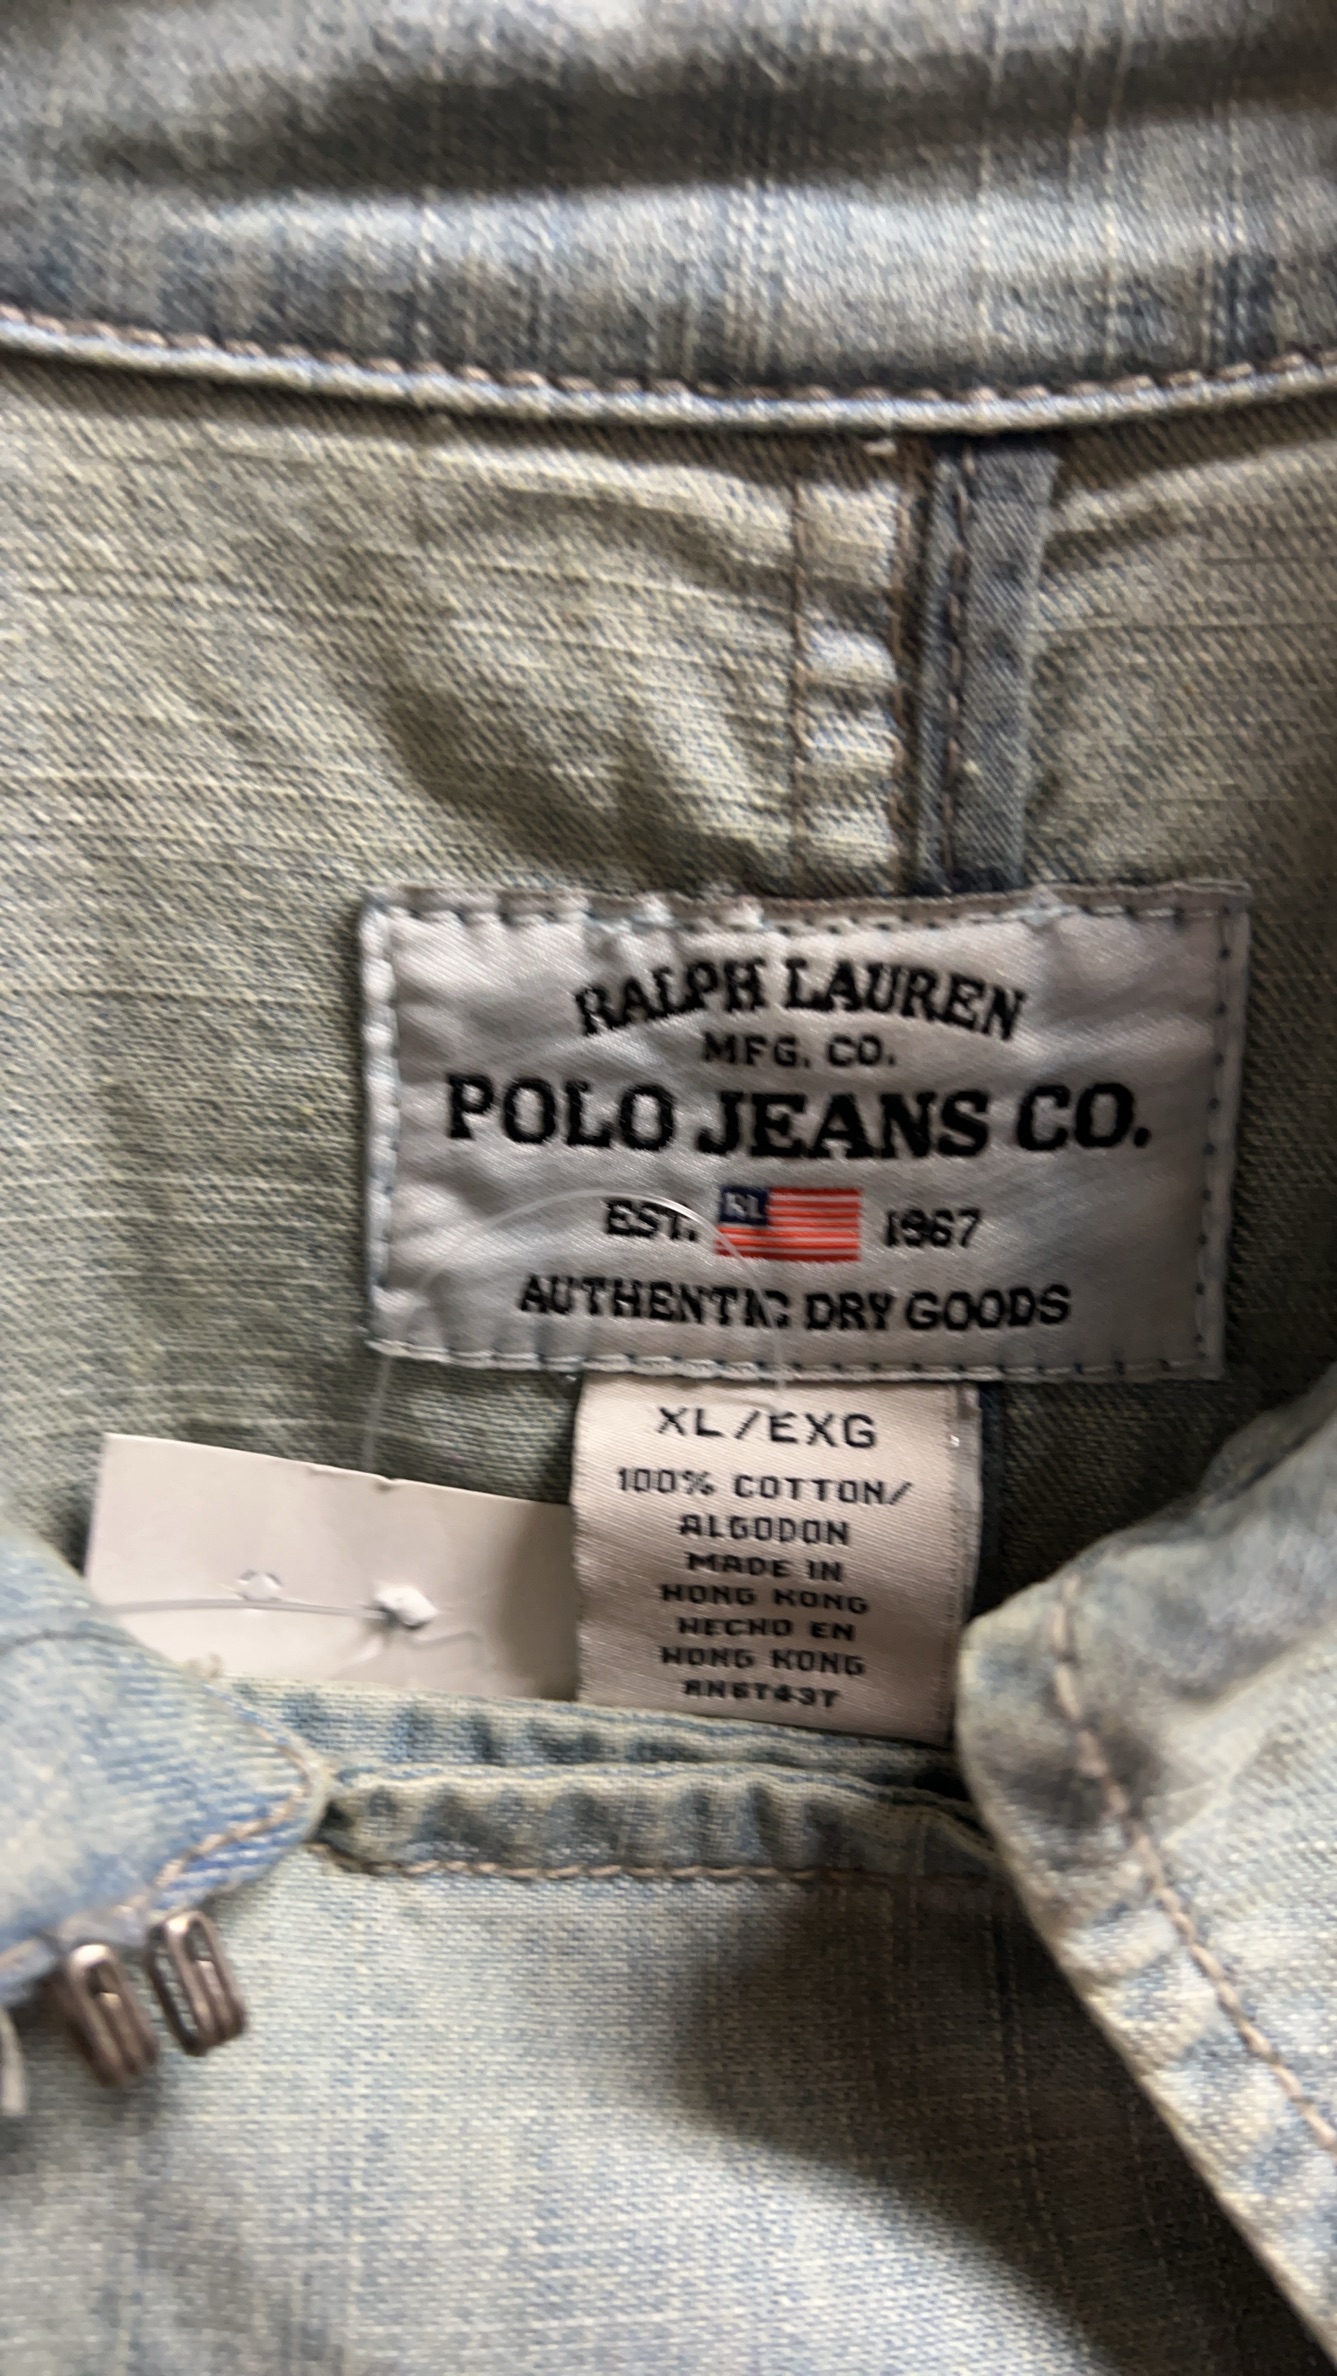 RALPH LAUREN
MFG. CO.
POLO JEANS CO.
EST. RL 1967
AUTHENTIC DRY GOODS
XL/EXG
100% COTTON/
ALGODON
MADE IN
HONG KONG
HECHO EN
HONG KONG